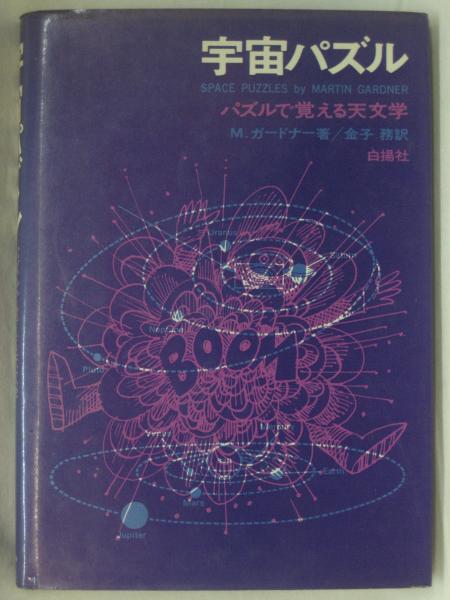 宇宙パズル
SPACE PUZZLES by MARTIN GARDNER
パズルで覚える天文学
M.ガードナー著/金子 務訳
白揚社
Uranus
Saturn
Neptune
Pluto
Venus
Mercury
Earth
Mars
Jupiter